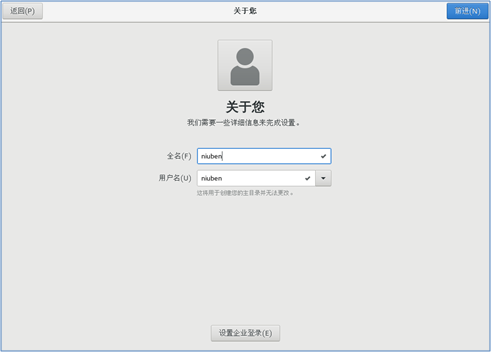 返回(P)
关于您
前进(N)
关于您
我们需要一些详细信息来完成设置。
全名(F)
niuben
用户名(U)
niuben
这将用于创建您的主目录并无法更改。
设置企业登录(E)